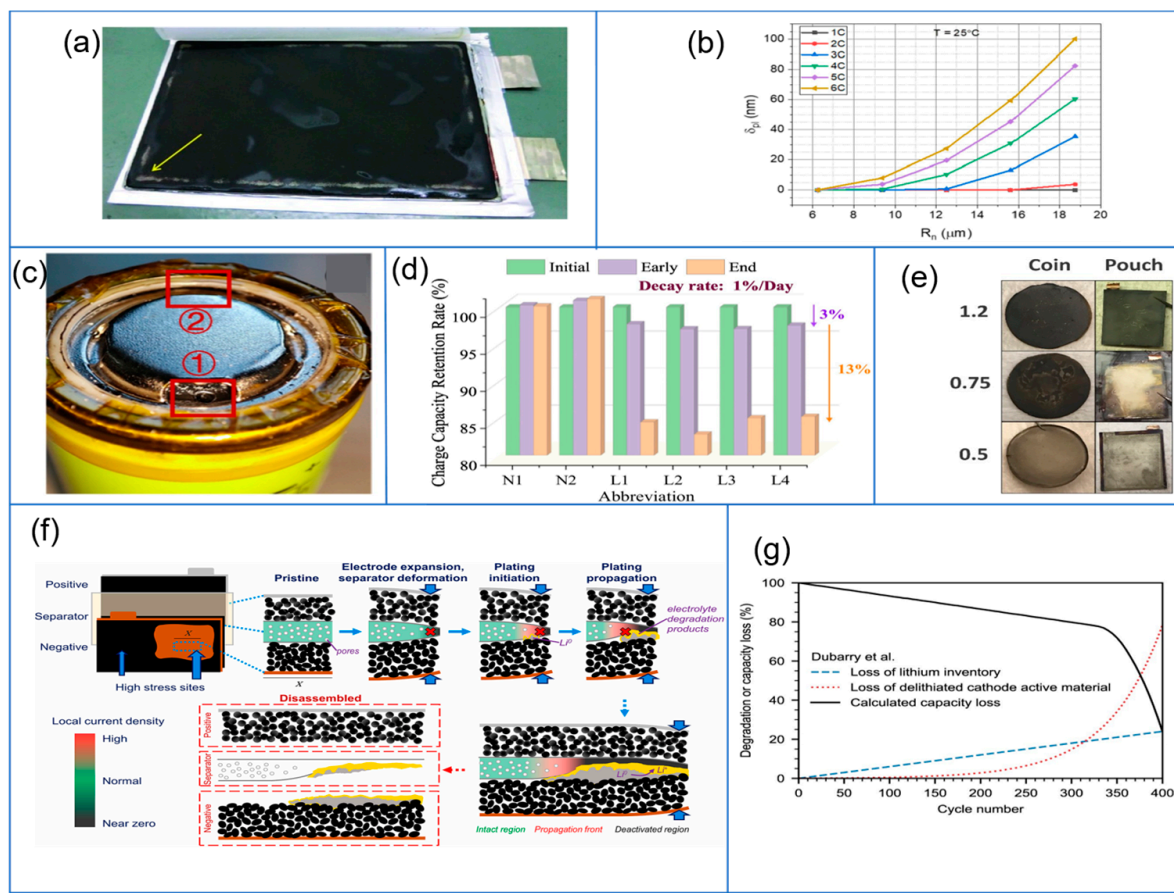 (a)
(b)
1C
2C
3C
4C
5C
6C
T = 25°C
100
80
60
40
20
0
δpl (nm)
6
8
10
12
14
16
18
20
Rn (μm)
(c)
②
①
(d)
Initial
Early
End
Decay rate: 1%/Day
3%
13%
100
95
90
85
80
Charge Capacity Retention Rate (%)
N1
N2
L1
L2
L3
L4
Abbreviation
(e)
Coin
Pouch
1.2
0.75
0.5
(f)
Positive
Separator
Negative
High stress sites
x
Pristine
pores
x
Electrode expansion,
separator deformation
Plating
initiation
Li⁰
Plating
propagation
electrolyte
degradation
products
Disassembled
Positive
Separator
Negative
Local current density
High
Normal
Near zero
Li⁰
Li⁺
Intact region
Propagation front
Deactivated region
(g)
100
80
60
40
20
0
Degradation or capacity loss (%)
Dubarry et al.
Loss of lithium inventory
Loss of delithiated cathode active material
Calculated capacity loss
0
50
100
150
200
250
300
350
400
Cycle number